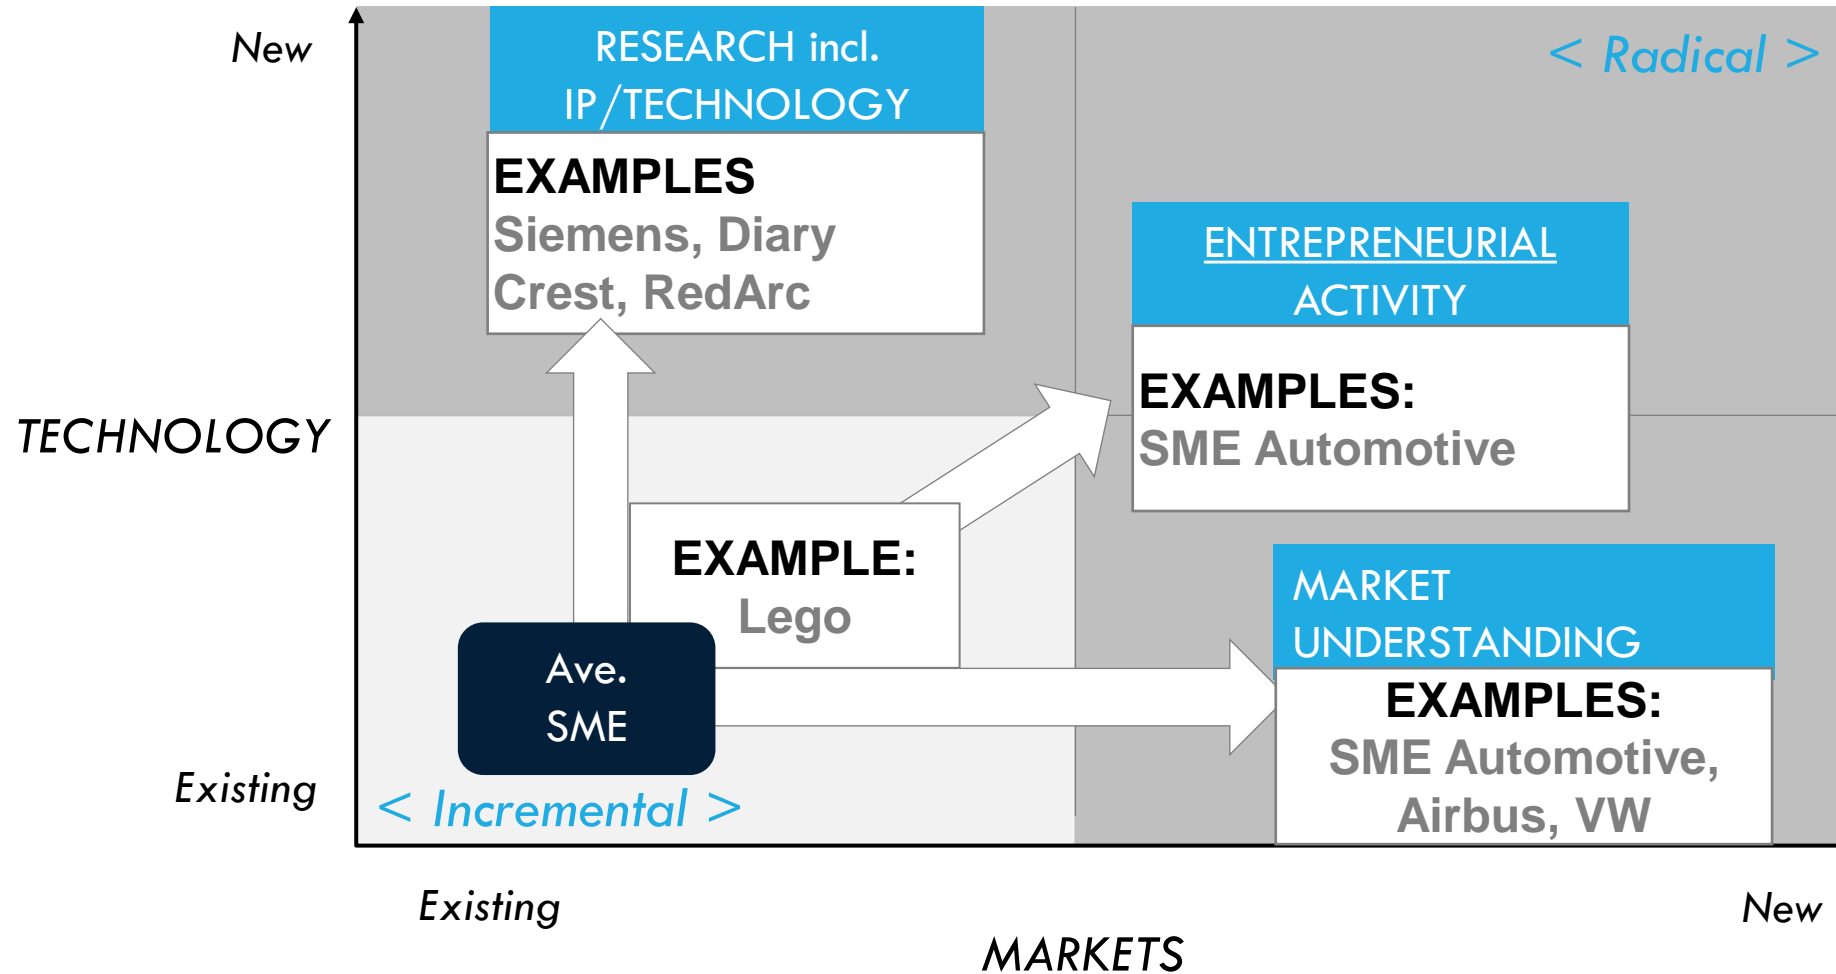 New
RESEARCH incl.
IP/TECHNOLOGY
< Radical >
EXAMPLES
Siemens, Diary
Crest, RedArc
ENTREPRENEURIAL
ACTIVITY
EXAMPLES:
SME Automotive
TECHNOLOGY
EXAMPLE:
Lego
MARKET
UNDERSTANDING
EXAMPLES:
SME Automotive,
Airbus, VW
Ave.
SME
Existing
< Incremental >
Existing
New
MARKETS